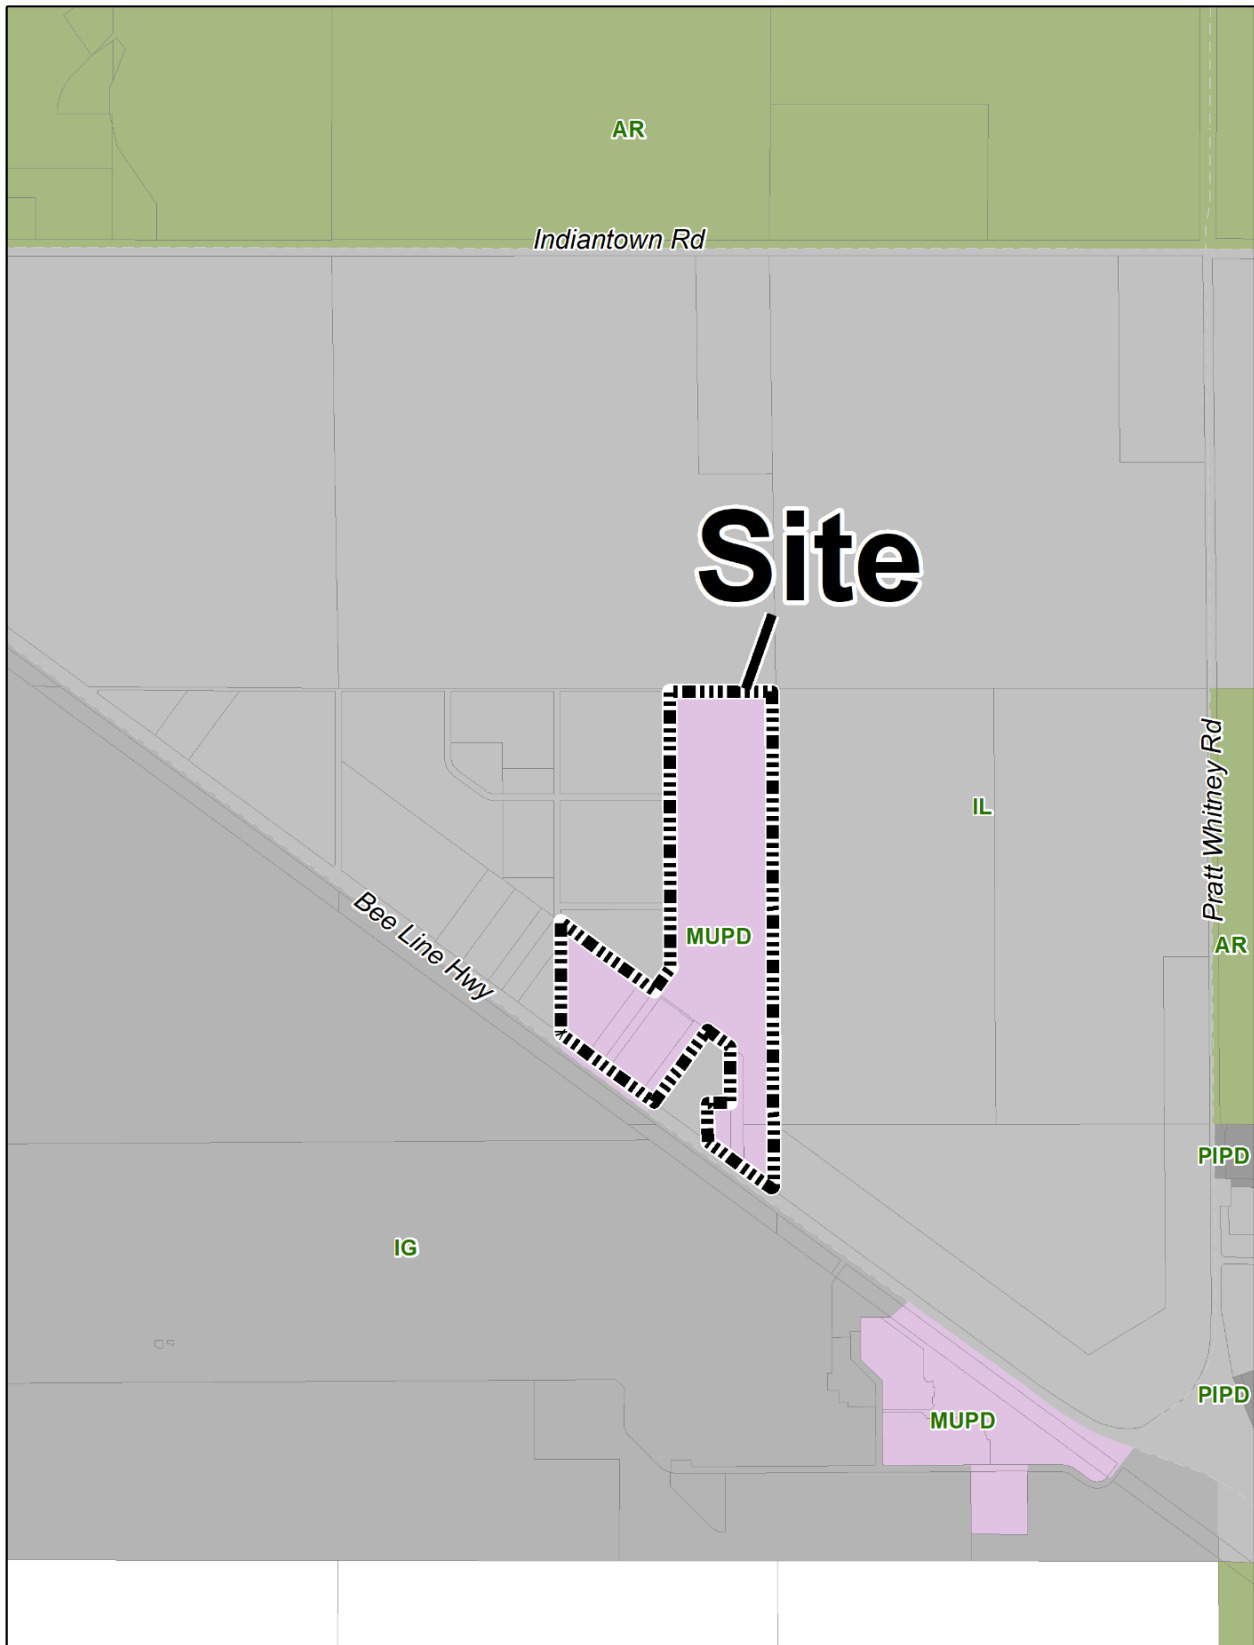 AR
Indiantown Rd
Site
Pratt Whitney Rd
IL
Bee Line Hwy
MUPD
AR
PIPD
IG
PIPD
MUPD